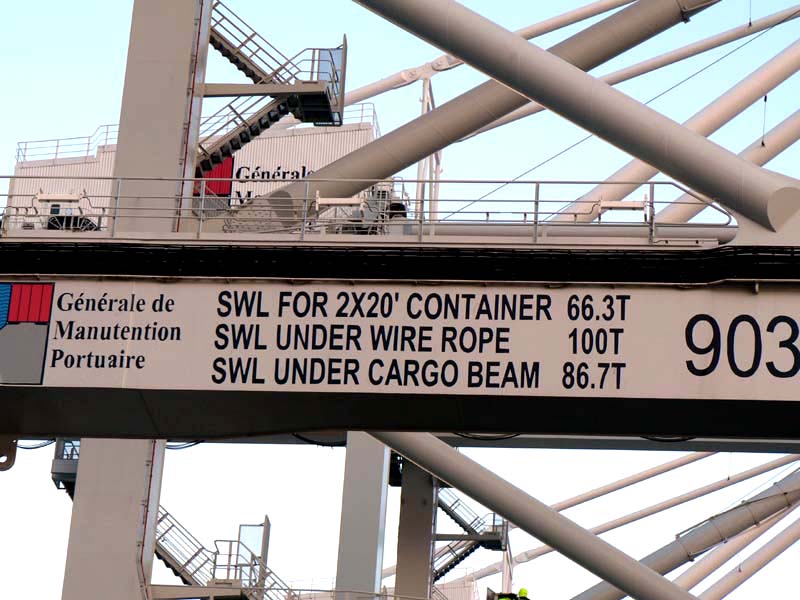 Générale
Générale de
Manutention
Portuaire
SWL FOR 2X20' CONTAINER 66.3T
SWL UNDER WIRE ROPE 100T
SWL UNDER CARGO BEAM 86.7T
903